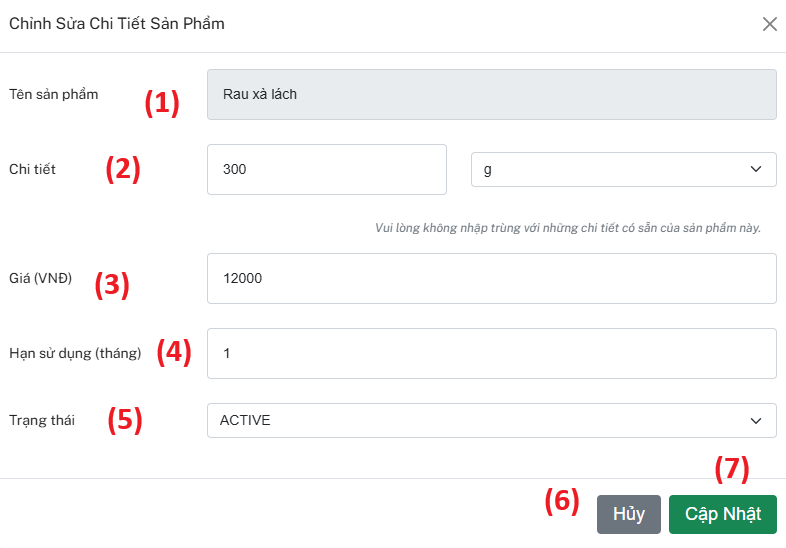 Chỉnh Sửa Chi Tiết Sản Phẩm
Tên sản phẩm (1) Rau xà lách
Chi tiết (2) 300 g
Vui lòng không nhập trùng với những chi tiết có sẵn của sản phẩm này.
Giá (VNĐ) (3) 12000
Hạn sử dụng (tháng) (4) 1
Trạng thái (5) ACTIVE
(7)
(6) Hủy Cập Nhật